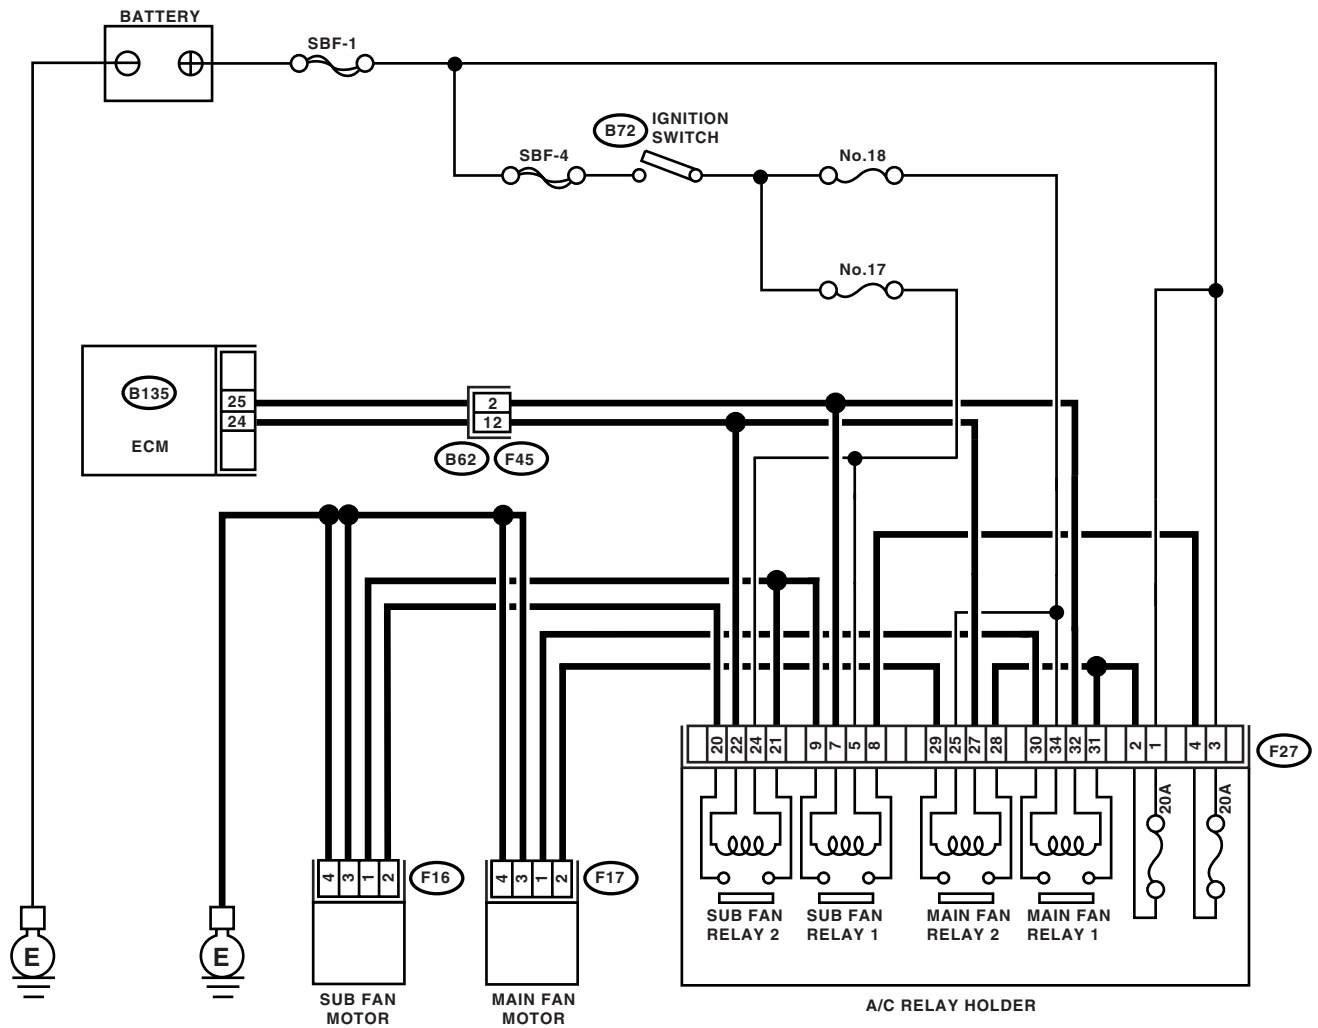 BATTERY
SBF-1
B72
IGNITION
SWITCH
SBF-4
No.18
No.17
B135
ECM
25
24
2
12
B62
F45
20
22
24
21
9
7
5
8
29
25
27
28
30
34
32
31
2
1
4
3
F27
20A
20A
4
3
1
2
F16
4
3
1
2
F17
SUB FAN
RELAY 2
SUB FAN
RELAY 1
MAIN FAN
RELAY 2
MAIN FAN
RELAY 1
E
E
SUB FAN
MOTOR
MAIN FAN
MOTOR
A/C RELAY HOLDER